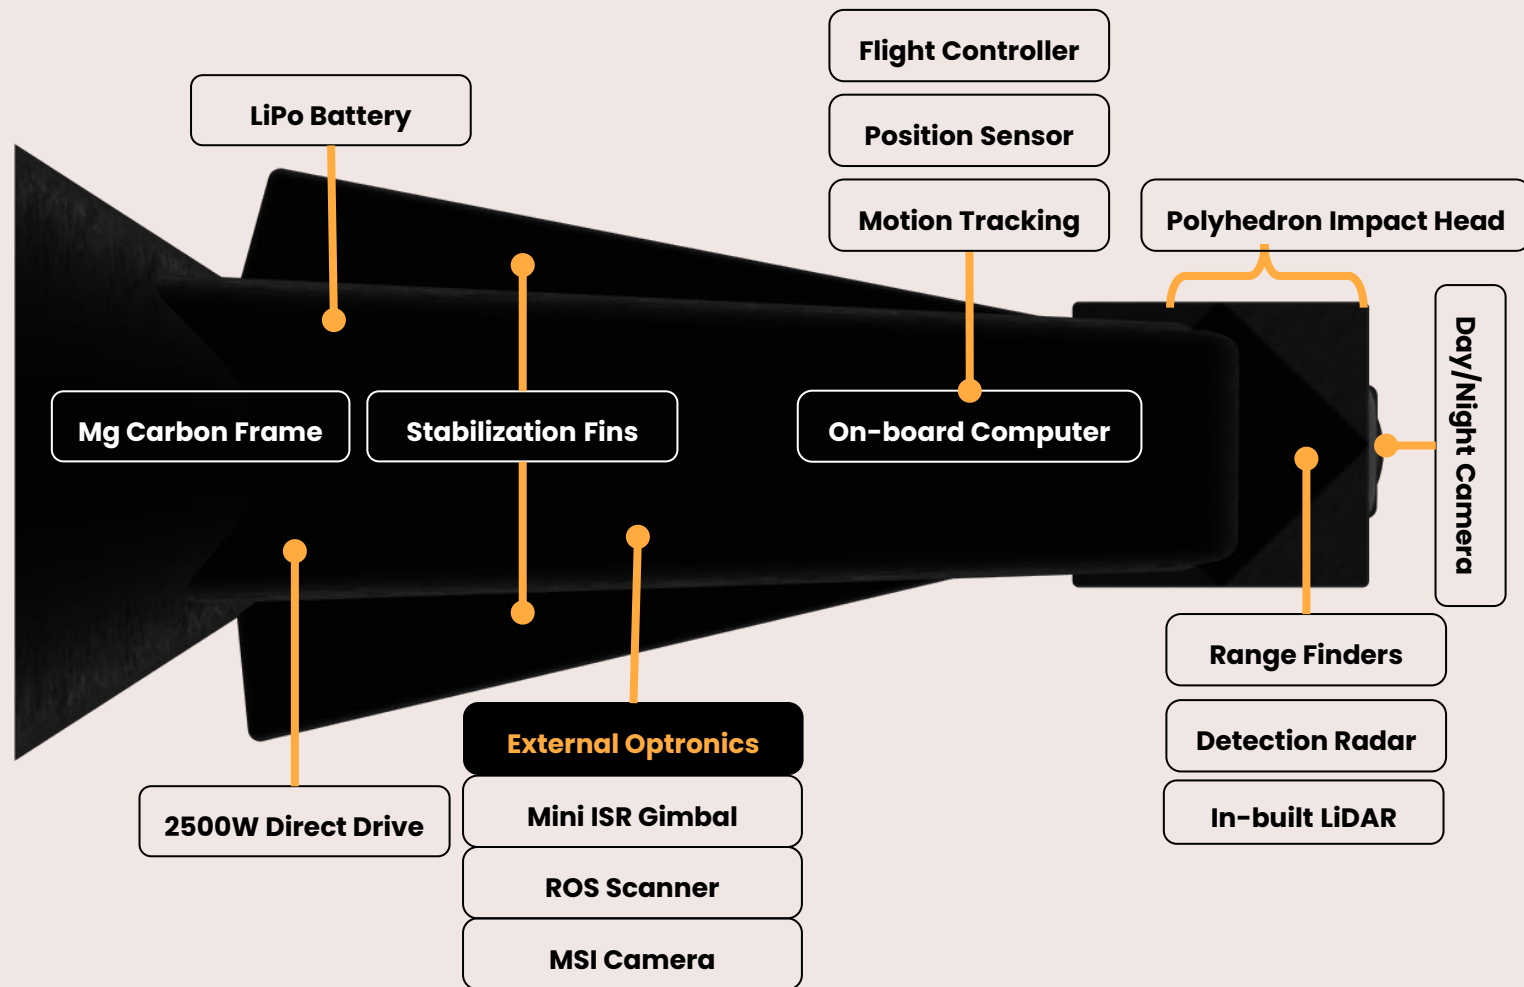 Flight Controller
LiPo Battery
Position Sensor
Motion Tracking
Polyhedron Impact Head
Day/Night Camera
Mg Carbon Frame
Stabilization Fins
On-board Computer
Range Finders
External Optronics
Detection Radar
2500W Direct Drive
Mini ISR Gimbal
In-built LiDAR
ROS Scanner
MSI Camera